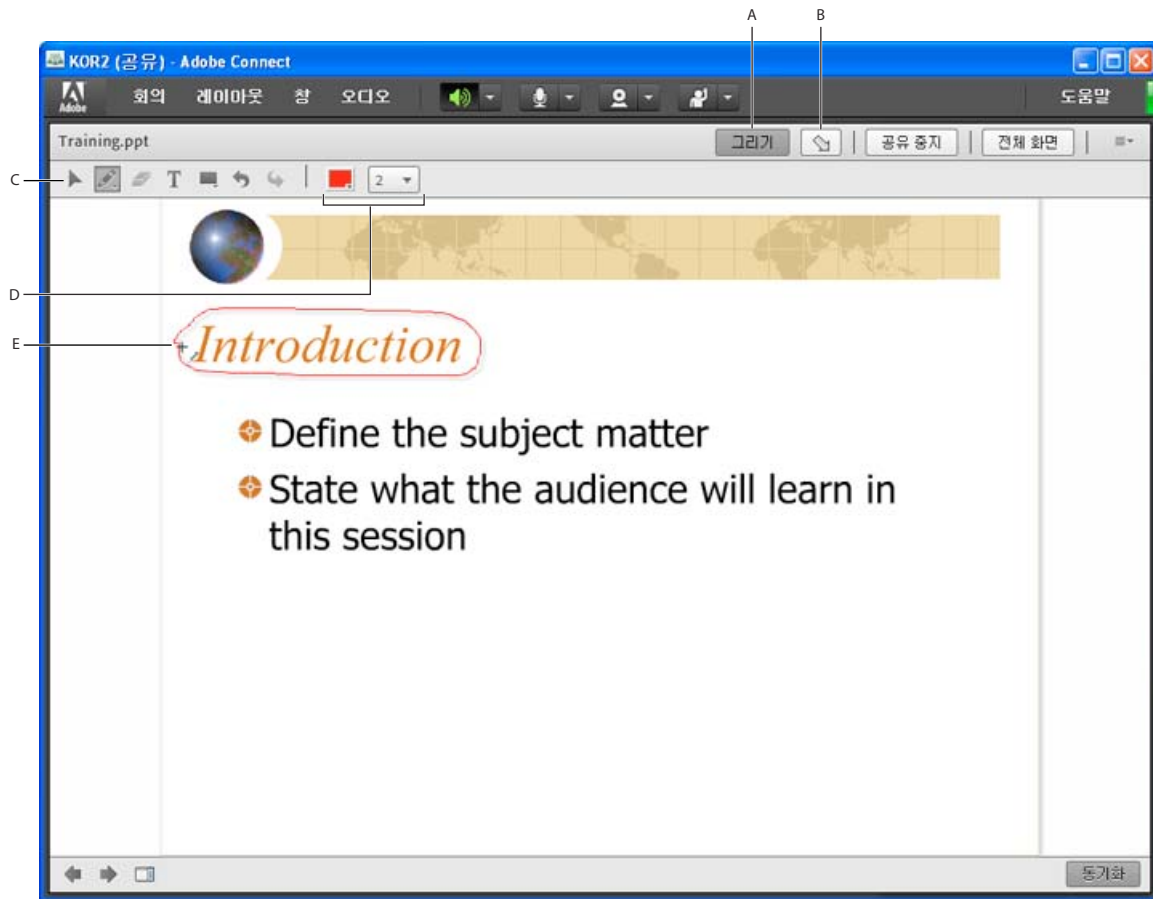 A B
KOR2 (공유) - Adobe Connect
Adobe 회의 레이아웃 창 오디오 도움말
Training.ppt 그리기 공유 중지 전체 화면
C T 2
D
E
Introduction
Define the subject matter
State what the audience will learn in
this session
동기화